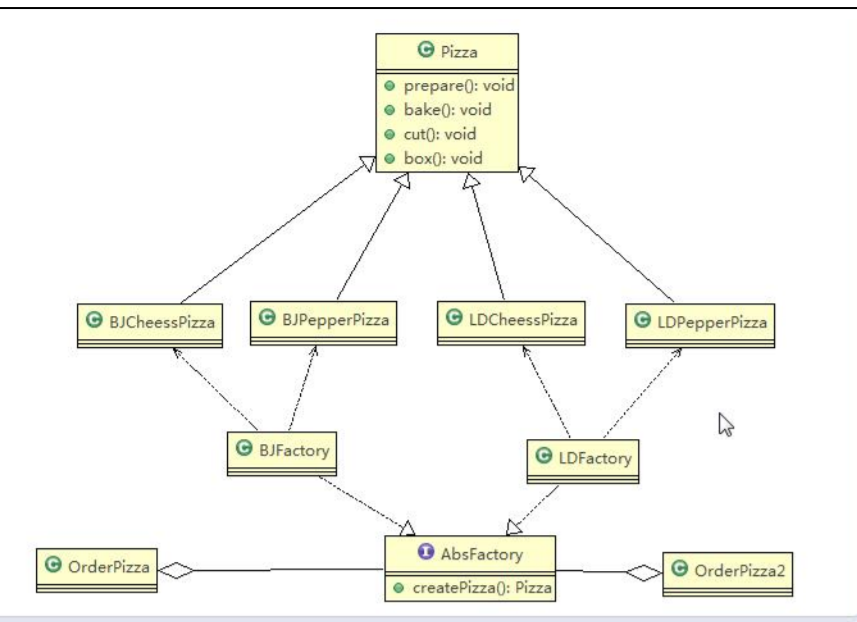 Pizza
prepare(): void
bake(): void
cut(): void
box(): void
BJCheessPizza
BJPepperPizza
LDCheessPizza
LDPepperPizza
BJFactory
LDFactory
OrderPizza
AbsFactory
createPizza(): Pizza
OrderPizza2